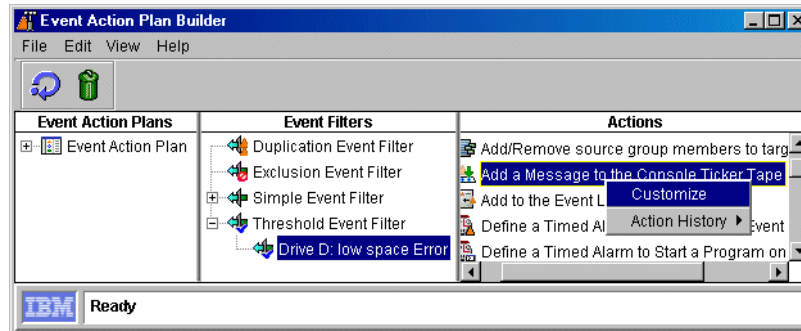 Event Action Plan Builder
File Edit View Help
Event Action Plans
Event Action Plan
Event Filters
Duplication Event Filter
Exclusion Event Filter
Simple Event Filter
Threshold Event Filter
Drive D: low space Error
Actions
Add/Remove source group members to targ
Add a Message to the Console Ticker Tape
Add to the Event L
Define a Timed Al Event
Define a Timed Alarm to Start a Program on
Customize
Action History
IBM
Ready